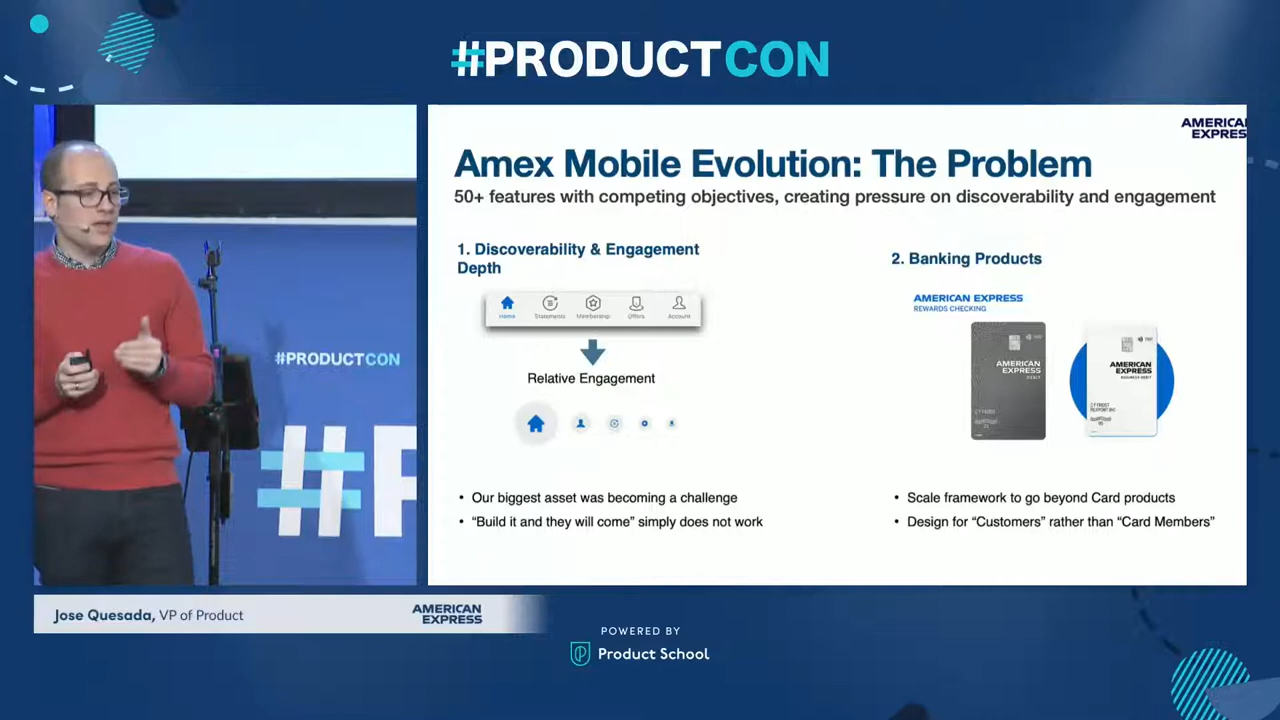 #PRODUCTCON
AMERICA
EXPRES
Amex Mobile Evolution: The Problem
50+ features with competing objectives, creating pressure on discoverability and engagement
1. Discoverability & Engagement
Depth
Home Statements Membership Offers Account
Relative Engagement
• Our biggest asset was becoming a challenge
• “Build it and they will come” simply does not work
2. Banking Products
AMERICAN EXPRESS
REWARDS CHECKING
AMERICAN
EXPRESS
DEBIT
AMERICAN
EXPRESS
BUSINESS DEBIT
• Scale framework to go beyond Card products
• Design for “Customers” rather than “Card Members”
#PRODUCTCON
Jose Quesada, VP of Product
AMERICAN
EXPRESS
POWERED BY
Product School